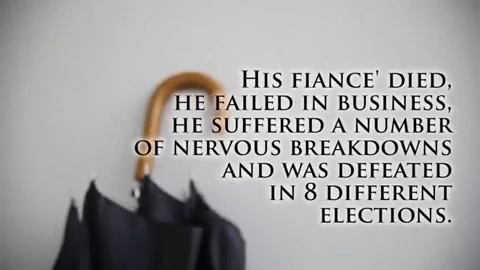 His fiance' died,
he failed in business,
he suffered a number
of nervous breakdowns
and was defeated
in 8 different
elections.